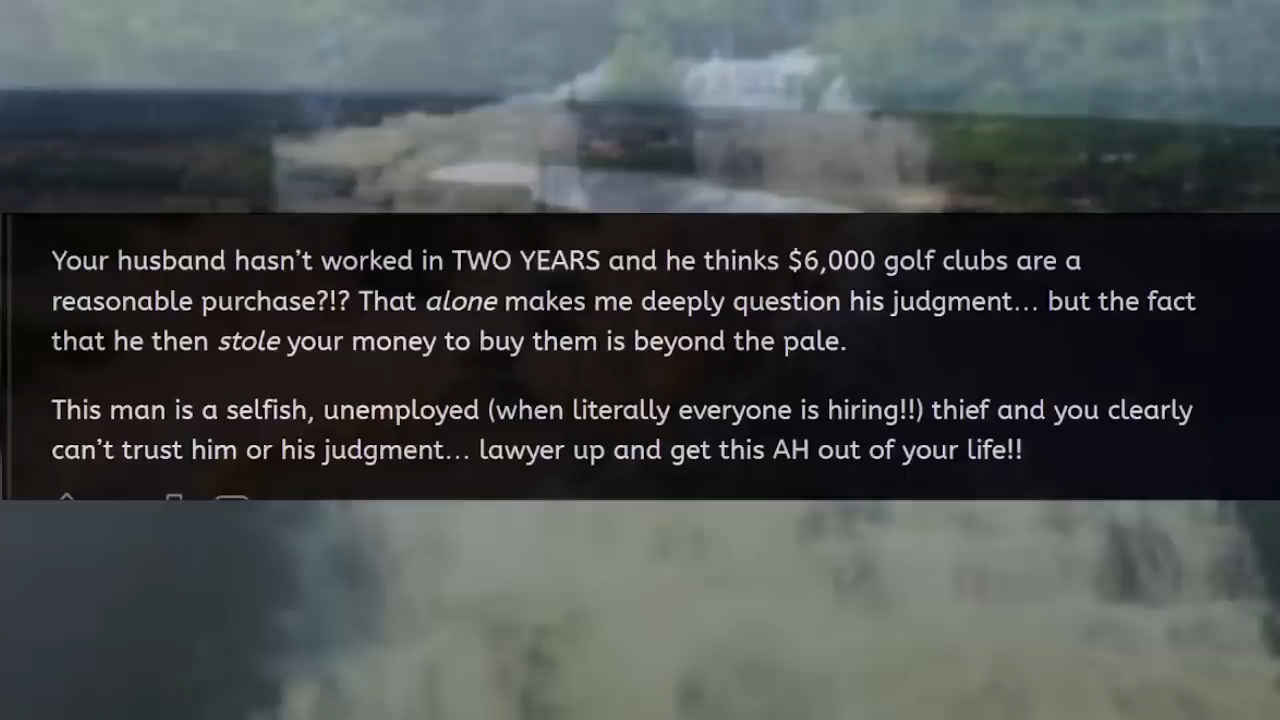 Your husband hasn’t worked in TWO YEARS and he thinks $6,000 golf clubs are a
reasonable purchase?!? That alone makes me deeply question his judgment... but the fact
that he then stole your money to buy them is beyond the pale.
This man is a selfish, unemployed (when literally everyone is hiring!!) thief and you clearly
can’t trust him or his judgment... lawyer up and get this AH out of your life!!